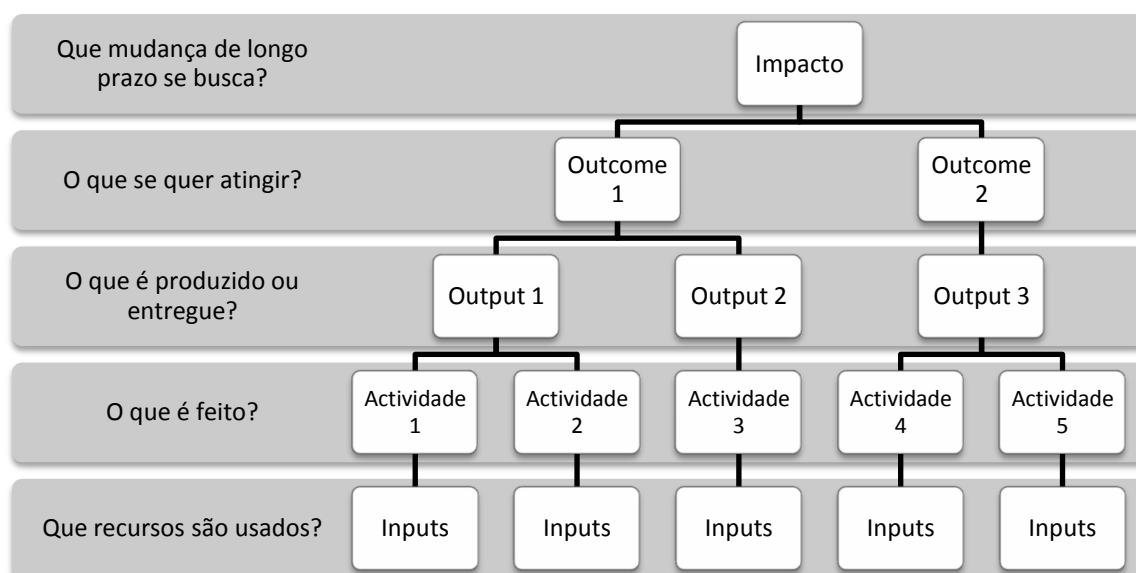 Que mudança de longo
prazo se busca?
Impacto
O que se quer atingir?
Outcome
1
Outcome
2
O que é produzido ou
entregue?
Output 1
Output 2
Output 3
O que é feito?
Actividade
1
Actividade
2
Actividade
3
Actividade
4
Actividade
5
Que recursos são usados?
Inputs
Inputs
Inputs
Inputs
Inputs